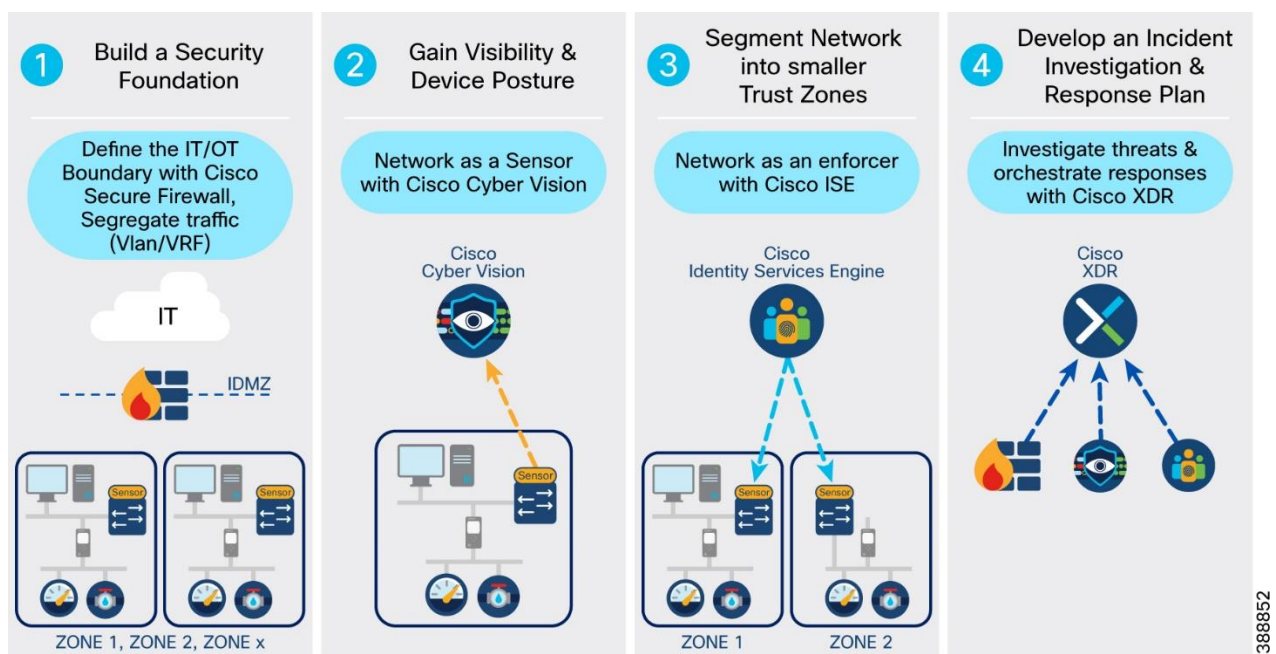 1
Build a Security
Foundation
Define the IT/OT
Boundary with Cisco
Secure Firewall,
Segregate traffic
(Vlan/VRF)
IT
IDMZ
Sensor
Sensor
ZONE 1, ZONE 2, ZONE x
2
Gain Visibility &
Device Posture
Network as a Sensor
with Cisco Cyber Vision
Cisco
Cyber Vision
Sensor
3
Segment Network
into smaller
Trust Zones
Network as an enforcer
with Cisco ISE
Cisco
Identity Services Engine
Sensor
Sensor
ZONE 1
ZONE 2
4
Develop an Incident
Investigation &
Response Plan
Investigate threats &
orchestrate responses
with Cisco XDR
Cisco
XDR
388852